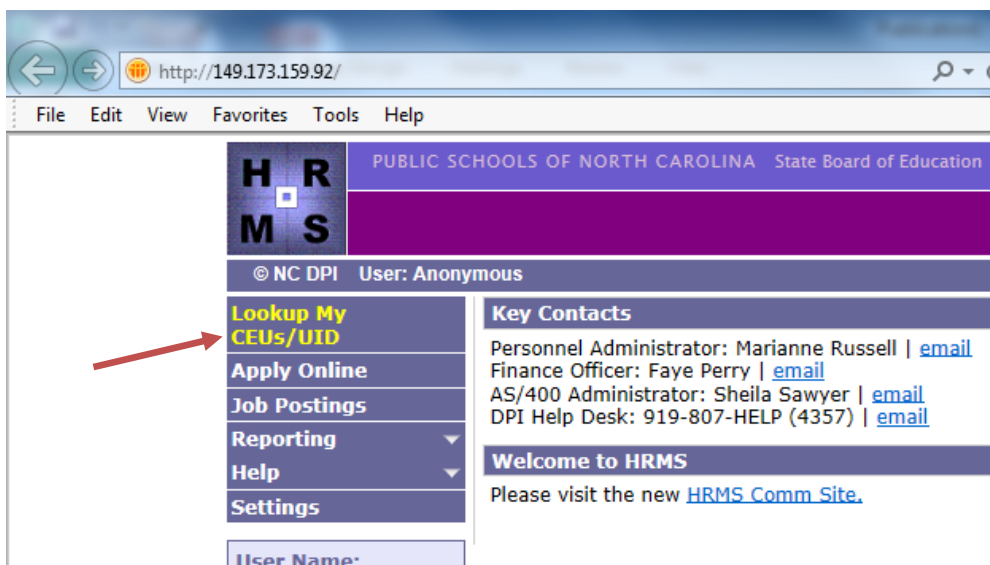 http://149.173.159.92/
File Edit View Favorites Tools Help
H R
M S
PUBLIC SCHOOLS OF NORTH CAROLINA State Board of Education
© NC DPI User: Anonymous
Lookup My
CEUs/UID
Apply Online
Job Postings
Reporting
Help
Settings
User Name:
Key Contacts
Personnel Administrator: Marianne Russell | email
Finance Officer: Faye Perry | email
AS/400 Administrator: Sheila Sawyer | email
DPI Help Desk: 919-807-HELP (4357) | email
Welcome to HRMS
Please visit the new HRMS Comm Site.